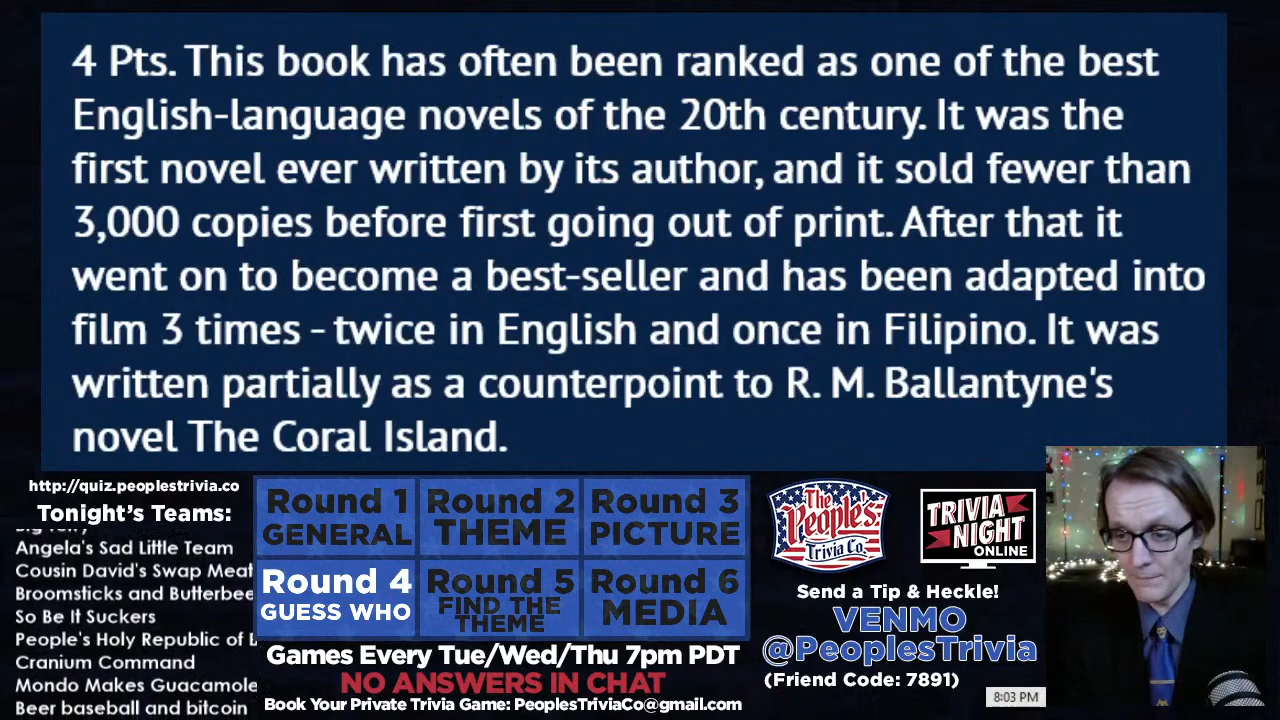 4 Pts. This book has often been ranked as one of the best
English-language novels of the 20th century. It was the
first novel ever written by its author, and it sold fewer than
3,000 copies before first going out of print. After that it
went on to become a best-seller and has been adapted into
film 3 times - twice in English and once in Filipino. It was
written partially as a counterpoint to R. M. Ballantyne's
novel The Coral Island.
http://quiz.peoplestrivia.co
Tonight's Teams:
Angela's Sad Little Team
Cousin David's Swap Meat
Broomsticks and Butterbee
So Be It Suckers
People's Holy Republic of
Cranium Command
Mondo Makes Guacamole
Beer baseball and bitcoin
Round 1
GENERAL
Round 2
THEME
Round 3
PICTURE
Round 4
GUESS WHO
Round 5
FIND THE
THEME
Round 6
MEDIA
Games Every Tue/Wed/Thu 7pm PDT
NO ANSWERS IN CHAT
Book Your Private Trivia Game: PeoplesTriviaCo@gmail.com
The
People's
Trivia Co.
TRIVIA
NIGHT
ONLINE
Send a Tip & Heckle!
VENMO
@PeoplesTrivia
(Friend Code: 7891)
8:03 PM